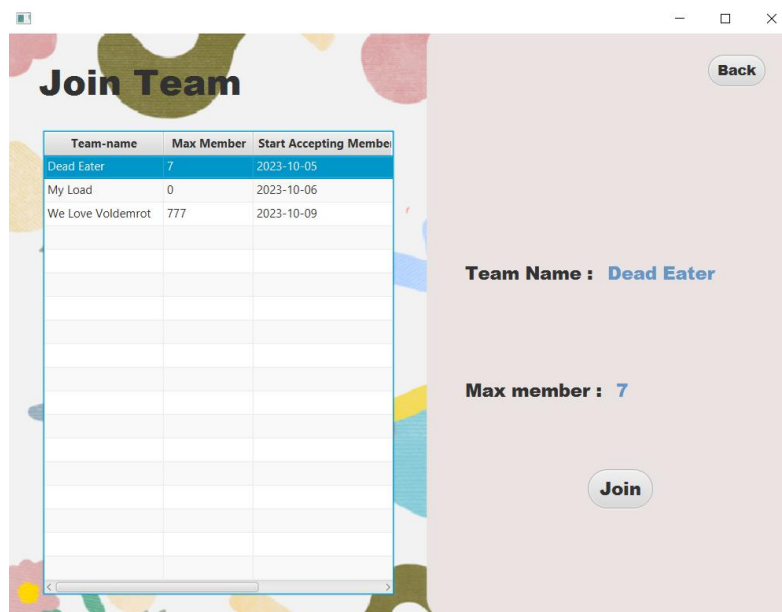 Back
Join Team
Team-name Max Member Start Accepting Member
Dead Eater 7 2023-10-05
My Load 0 2023-10-06
We Love Voldemrot 777 2023-10-09
Team Name : Dead Eater
Max member : 7
Join